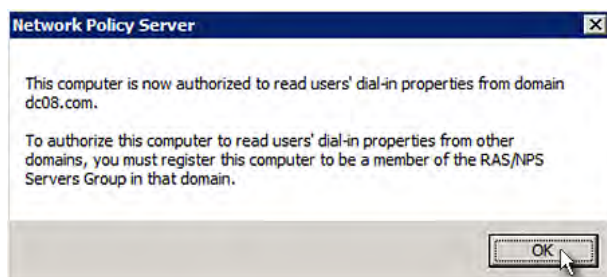 Network Policy Server
This computer is now authorized to read users' dial-in properties from domain
dc08.com.
To authorize this computer to read users' dial-in properties from other
domains, you must register this computer to be a member of the RAS/NPS
Servers Group in that domain.
OK